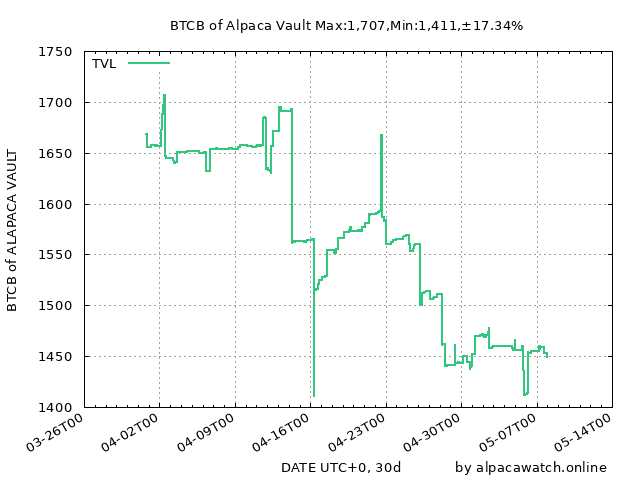 BTCB of Alpaca Vault Max:1,707,Min:1,411,±17.34%
TVL
BTCB of ALAPACA VAULT
1750
1700
1650
1600
1550
1500
1450
1400
03-26T00
04-02T00
04-09T00
04-16T00
04-23T00
04-30T00
05-07T00
05-14T00
DATE UTC+0, 30d
by alpacawatch.online